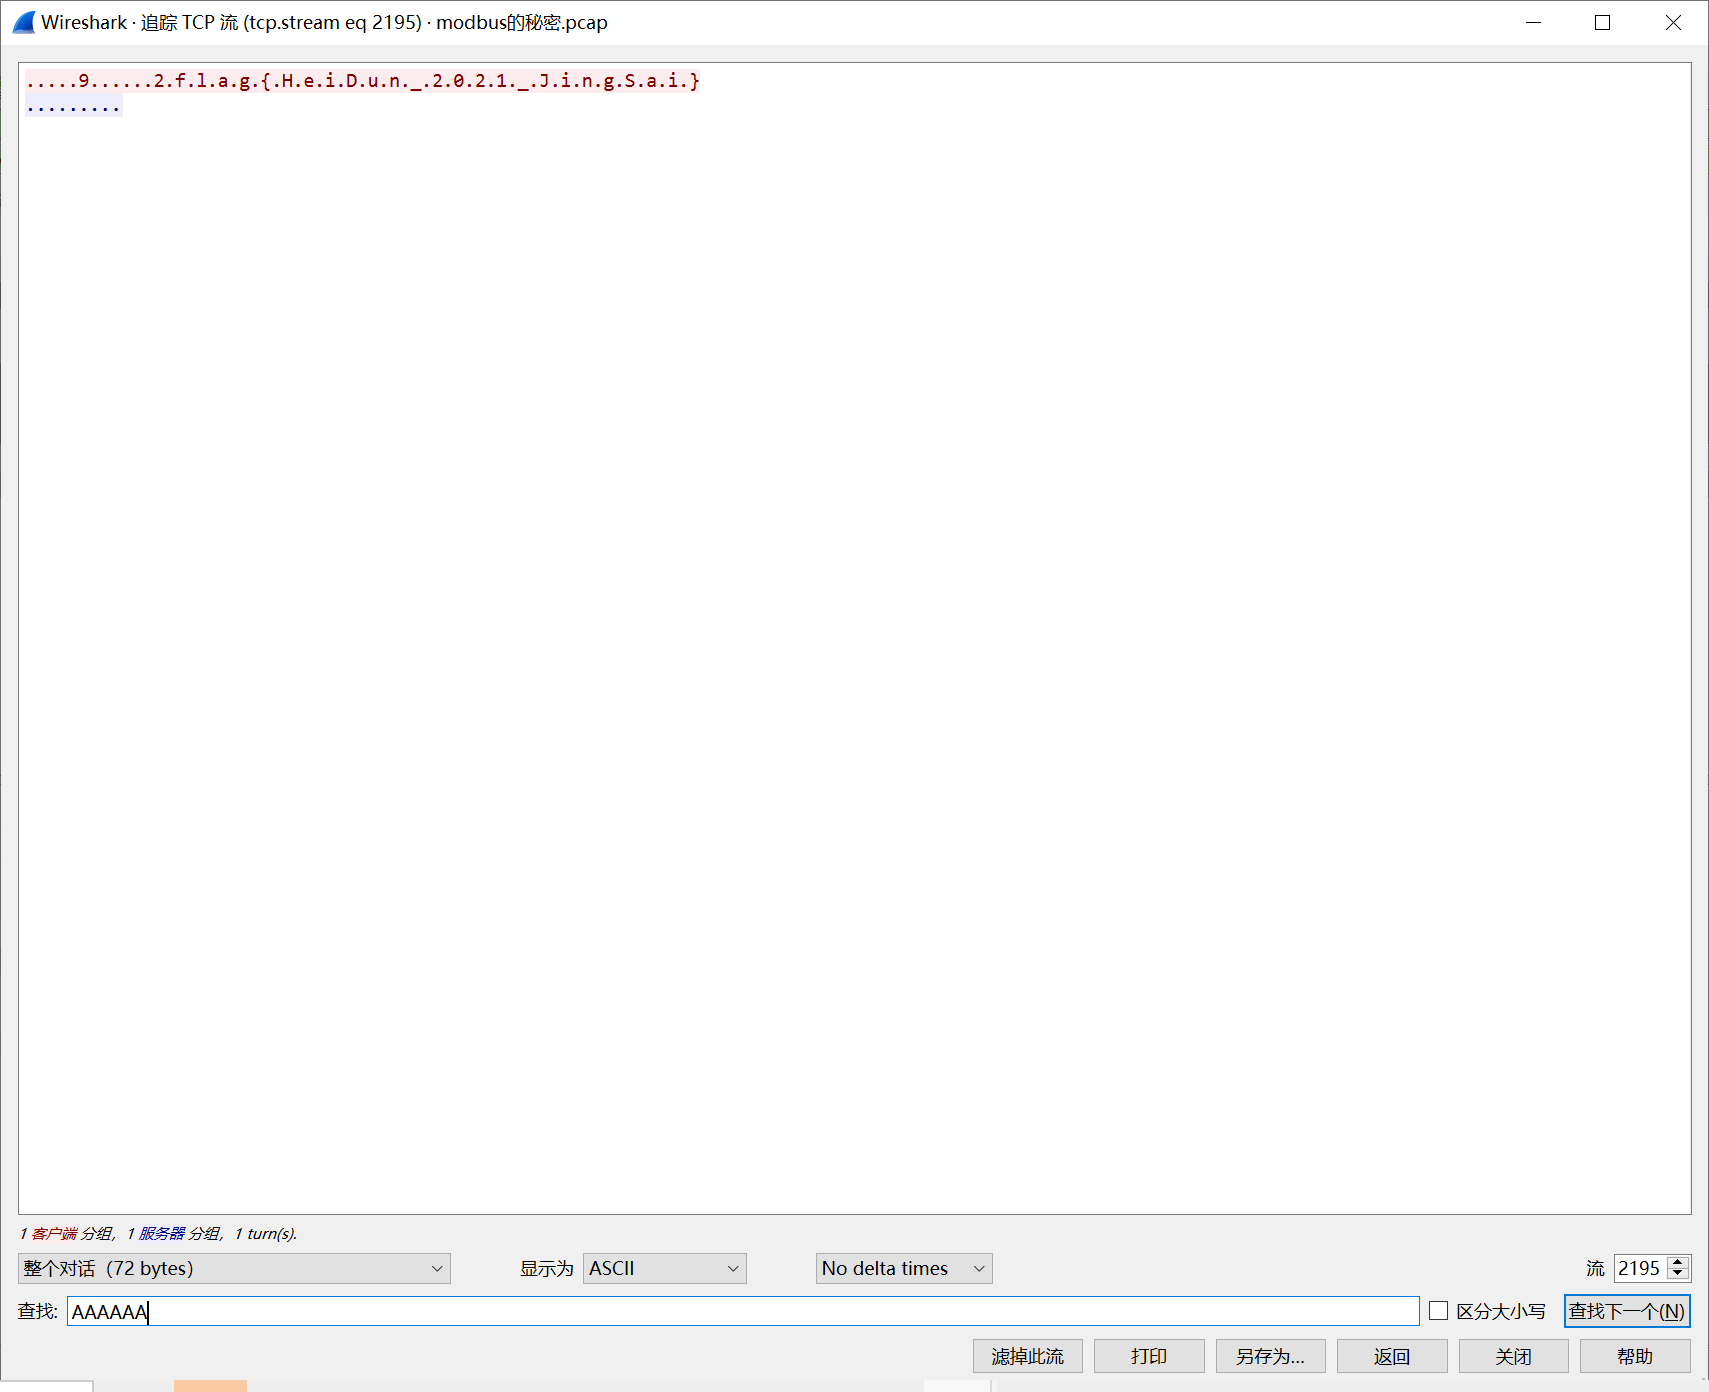 Wireshark · 追踪 TCP 流 (tcp.stream eq 2195) · modbus的秘密.pcap
.....9......2.f.l.a.g.{.H.e.i.D.u.n._.2.0.2.1._.J.i.n.g.S.a.i.}
.........
1 客户端 分组, 1 服务器 分组, 1 turn(s).
整个对话 (72 bytes) 显示为 ASCII No delta times 流 2195
查找: AAAAAA 区分大小写 查找下一个(N)
滤掉此流 打印 另存为... 返回 关闭 帮助